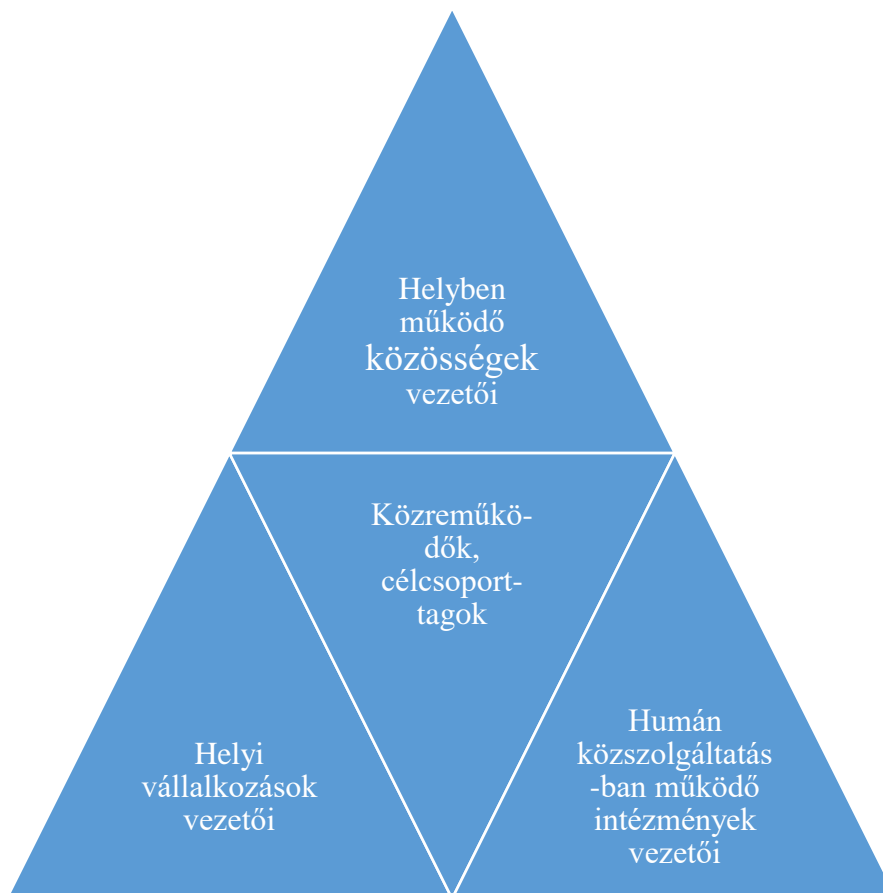 Helyben
működő
közösségek
vezetői
Közreműkö-
dők,
célcsoport-
tagok
Helyi
vállalkozások
vezetői
Humán
közszolgáltatás
-ban működő
intézmények
vezetői